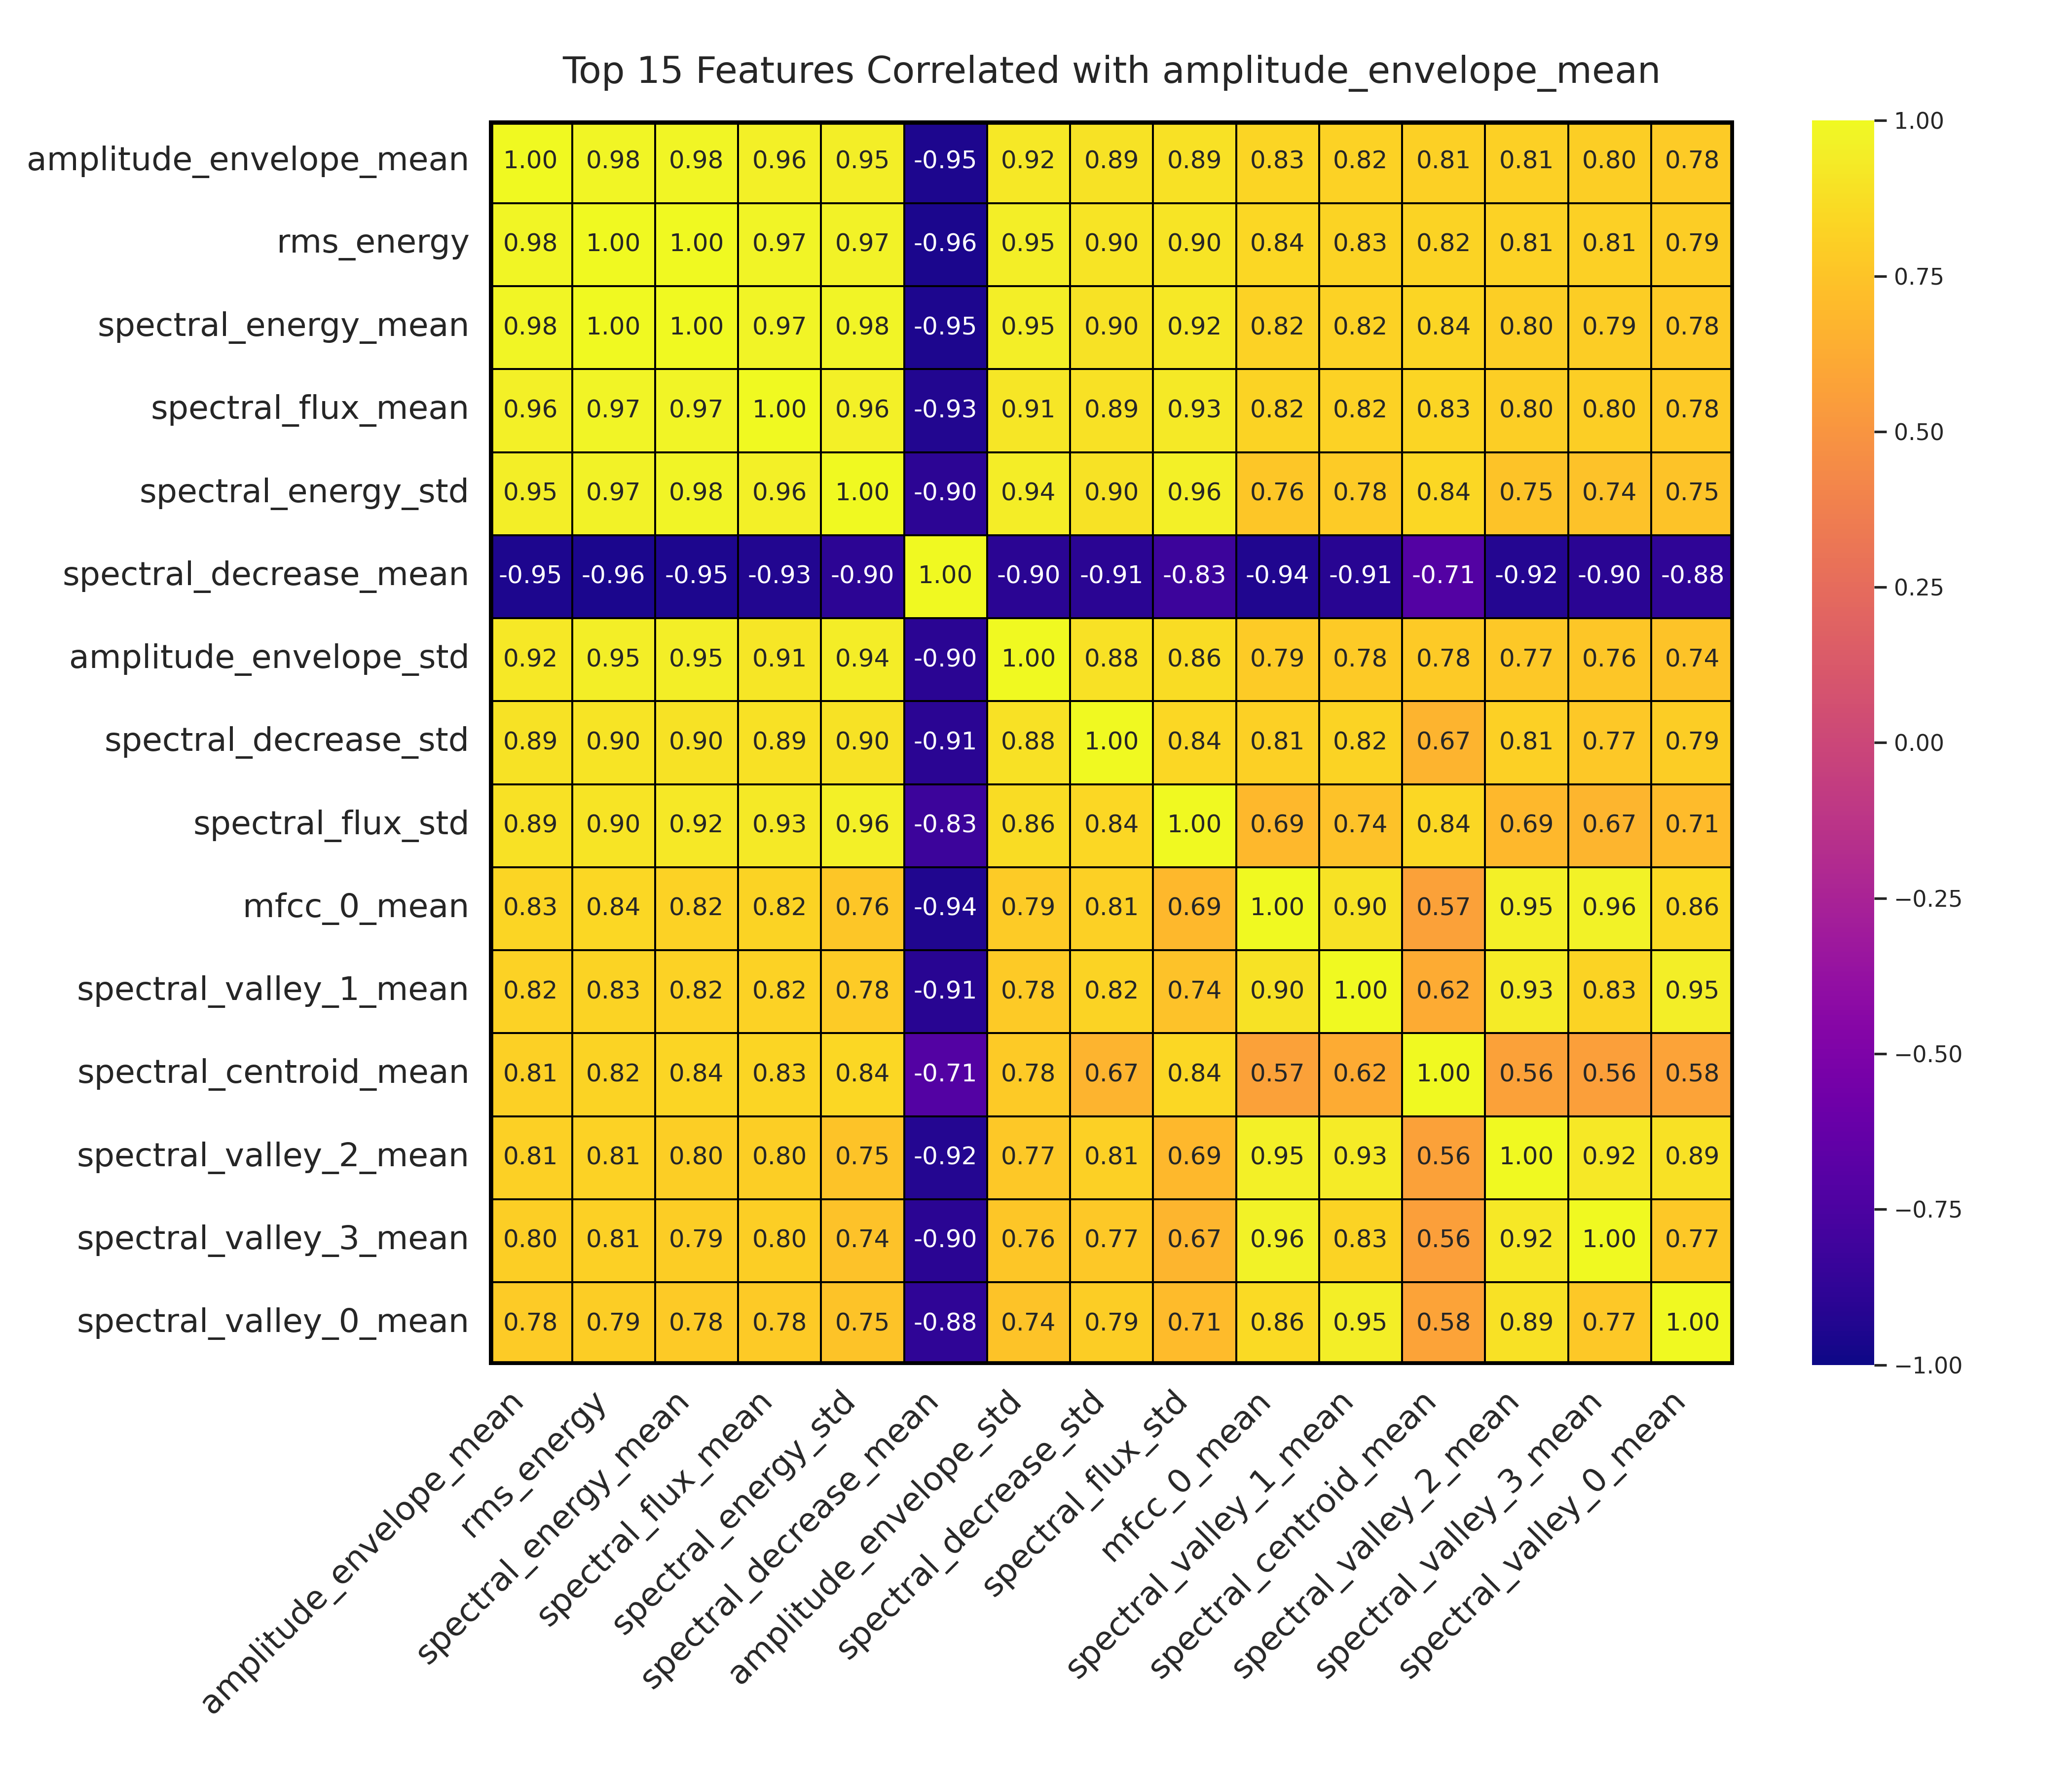 Top 15 Features Correlated with amplitude_envelope_mean
amplitude_envelope_mean 1.00 0.98 0.98 0.96 0.95 -0.95 0.92 0.89 0.89 0.83 0.82 0.81 0.81 0.80 0.78
rms_energy 0.98 1.00 1.00 0.97 0.97 -0.96 0.95 0.90 0.90 0.84 0.83 0.82 0.81 0.81 0.79
spectral_energy_mean 0.98 1.00 1.00 0.97 0.98 -0.95 0.95 0.90 0.92 0.82 0.82 0.84 0.80 0.79 0.78
spectral_flux_mean 0.96 0.97 0.97 1.00 0.96 -0.93 0.91 0.89 0.93 0.82 0.82 0.83 0.80 0.80 0.78
spectral_energy_std 0.95 0.97 0.98 0.96 1.00 -0.90 0.94 0.90 0.96 0.76 0.78 0.84 0.75 0.74 0.75
spectral_decrease_mean -0.95 -0.96 -0.95 -0.93 -0.90 1.00 -0.90 -0.91 -0.83 -0.94 -0.91 -0.71 -0.92 -0.90 -0.88
amplitude_envelope_std 0.92 0.95 0.95 0.91 0.94 -0.90 1.00 0.88 0.86 0.79 0.78 0.78 0.77 0.76 0.74
spectral_decrease_std 0.89 0.90 0.90 0.89 0.90 -0.91 0.88 1.00 0.84 0.81 0.82 0.67 0.81 0.77 0.79
spectral_flux_std 0.89 0.90 0.92 0.93 0.96 -0.83 0.86 0.84 1.00 0.69 0.74 0.84 0.69 0.67 0.71
mfcc_0_mean 0.83 0.84 0.82 0.82 0.76 -0.94 0.79 0.81 0.69 1.00 0.90 0.57 0.95 0.96 0.86
spectral_valley_1_mean 0.82 0.83 0.82 0.82 0.78 -0.91 0.78 0.82 0.74 0.90 1.00 0.62 0.93 0.83 0.95
spectral_centroid_mean 0.81 0.82 0.84 0.83 0.84 -0.71 0.78 0.67 0.84 0.57 0.62 1.00 0.56 0.56 0.58
spectral_valley_2_mean 0.81 0.81 0.80 0.80 0.75 -0.92 0.77 0.81 0.69 0.95 0.93 0.56 1.00 0.92 0.89
spectral_valley_3_mean 0.80 0.81 0.79 0.80 0.74 -0.90 0.76 0.77 0.67 0.96 0.83 0.56 0.92 1.00 0.77
spectral_valley_0_mean 0.78 0.79 0.78 0.78 0.75 -0.88 0.74 0.79 0.71 0.86 0.95 0.58 0.89 0.77 1.00
amplitude_envelope_mean
rms_energy
spectral_energy_mean
spectral_flux_mean
spectral_energy_std
spectral_decrease_mean
amplitude_envelope_std
spectral_decrease_std
spectral_flux_std
mfcc_0_mean
spectral_valley_1_mean
spectral_centroid_mean
spectral_valley_2_mean
spectral_valley_3_mean
spectral_valley_0_mean
1.00
0.75
0.50
0.25
0.00
−0.25
−0.50
−0.75
−1.00